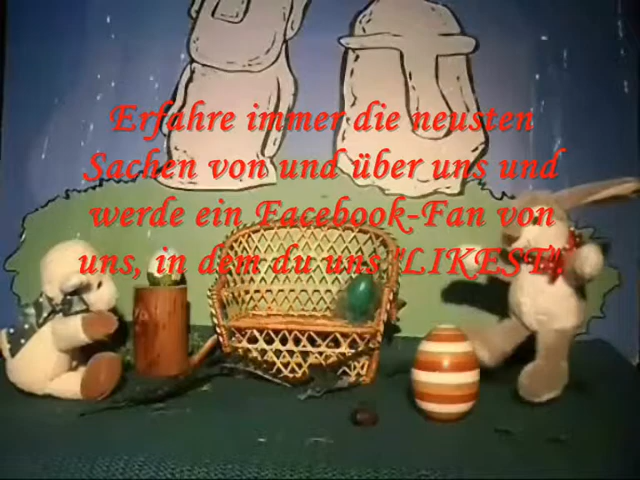 Erfahre immer die neusten
Sachen von und über uns und
werde ein Facebook-Fan von
uns, in dem du uns "LIKEST"!